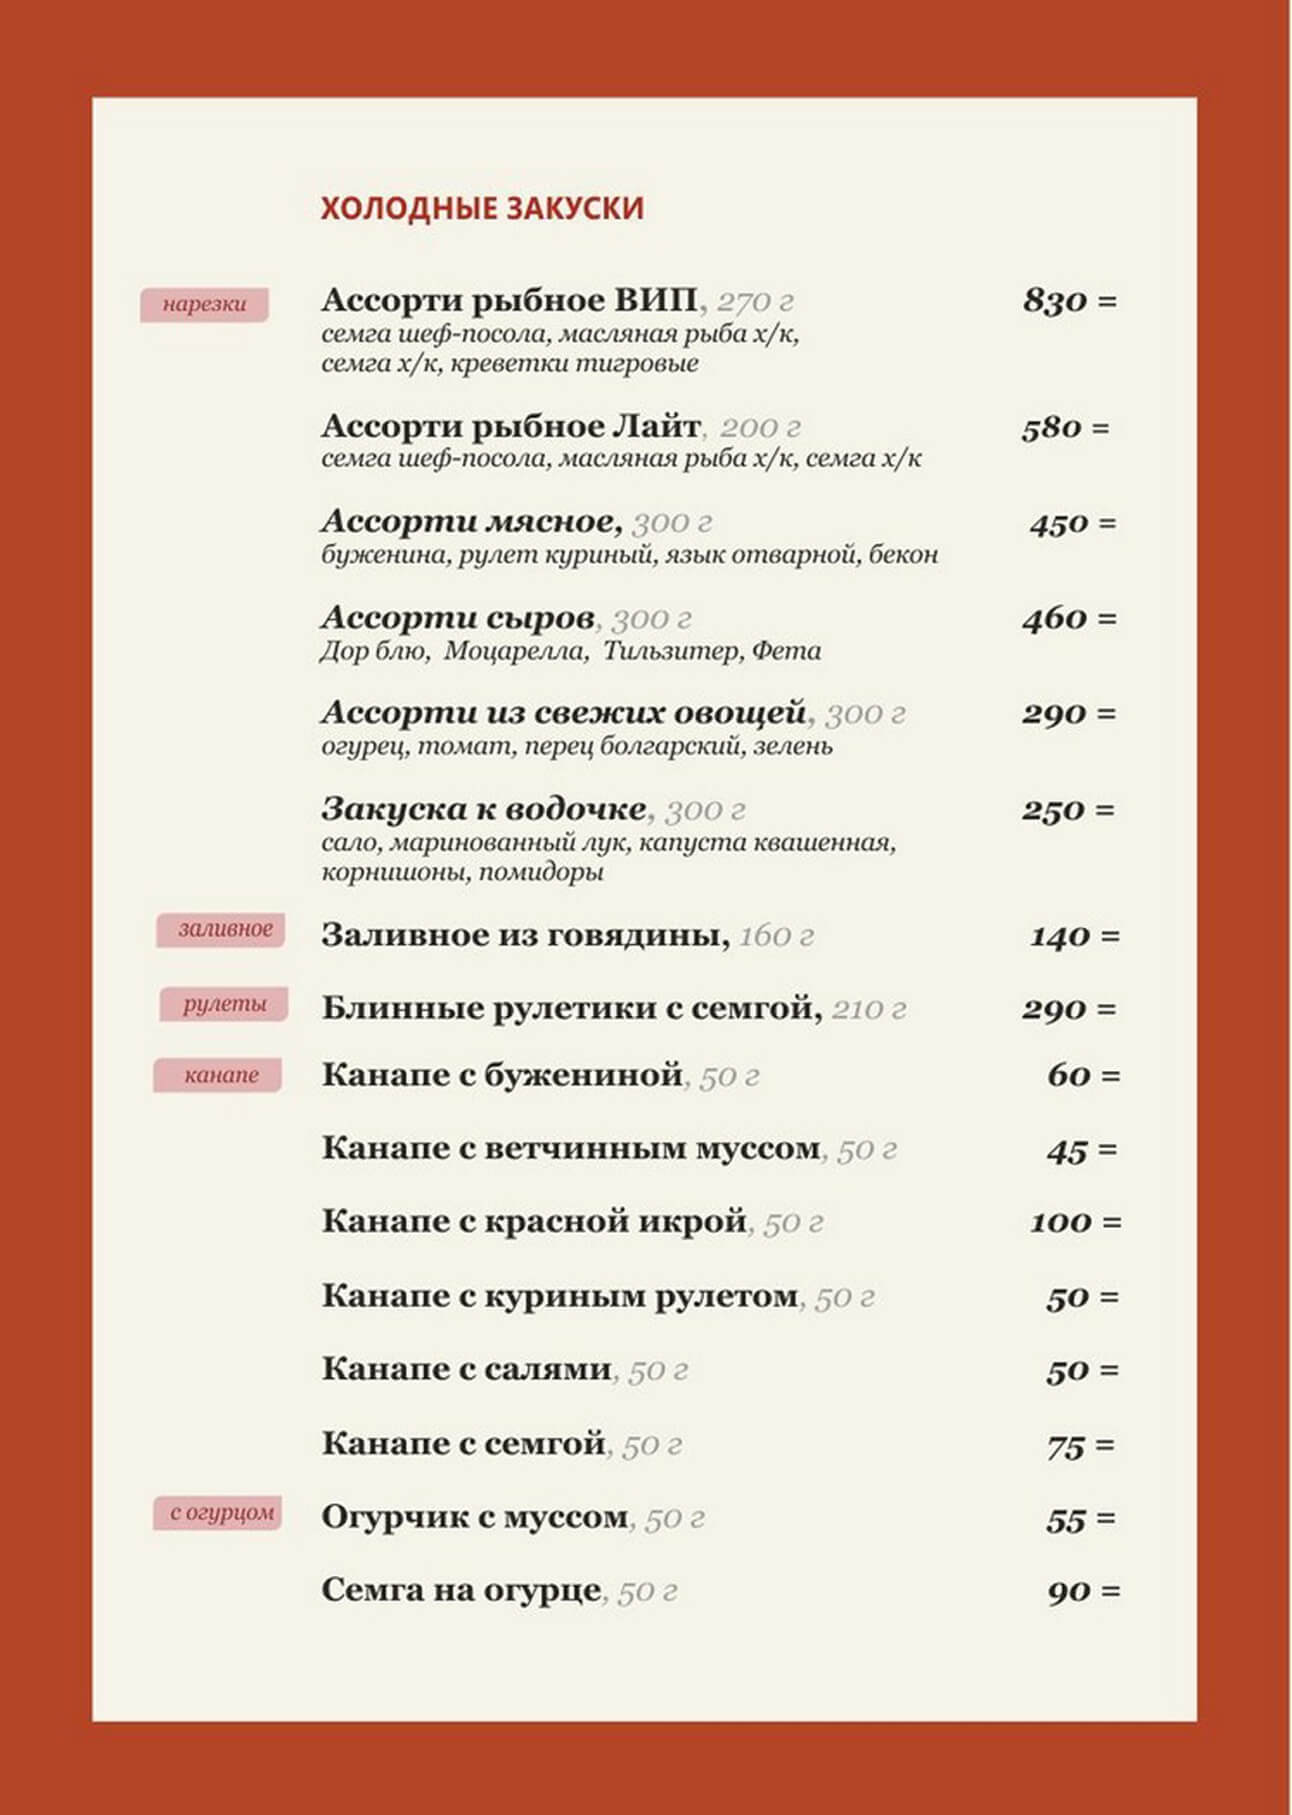 ХОЛОДНЫЕ ЗАКУСКИ
нарезки
Ассорти рыбное ВИП, 270 г 830 =
семга шеф-посола, масляная рыба х/к,
семга х/к, креветки тигровые
Ассорти рыбное Лайт, 200 г 580 =
семга шеф-посола, масляная рыба х/к, семга х/к
Ассорти мясное, 300 г 450 =
буженина, рулет куриный, язык отварной, бекон
Ассорти сыров, 300 г 460 =
Дор блю, Моцарелла, Тильзитер, Фета
Ассорти из свежих овощей, 300 г 290 =
огурец, томат, перец болгарский, зелень
Закуска к водочке, 300 г 250 =
сало, маринованный лук, капуста квашенная,
корнишоны, помидоры
заливное
Заливное из говядины, 160 г 140 =
рулеты
Блинные рулетики с семгой, 210 г 290 =
канапе
Канапе с бужениной, 50 г 60 =
Канапе с ветчинным муссом, 50 г 45 =
Канапе с красной икрой, 50 г 100 =
Канапе с куриным рулетом, 50 г 50 =
Канапе с салями, 50 г 50 =
Канапе с семгой, 50 г 75 =
с огурцом
Огурчик с муссом, 50 г 55 =
Семга на огурце, 50 г 90 =